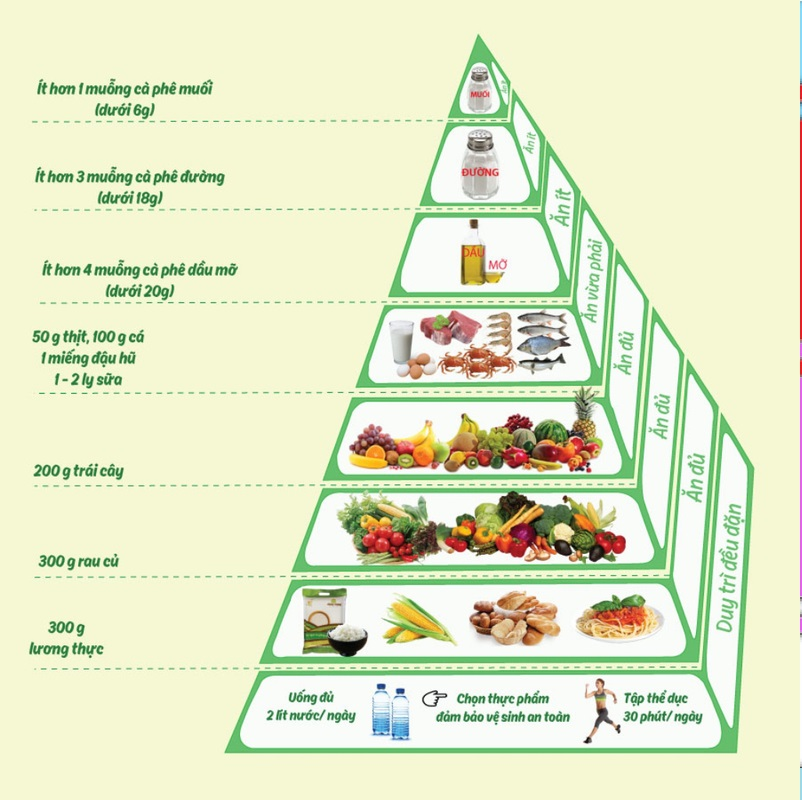 Ít hơn 1 muỗng cà phê muối
(dưới 6g)
MUỐI
Ăn ít
Ít hơn 3 muỗng cà phê đường
(dưới 18g)
ĐƯỜNG
Ăn ít
Ít hơn 4 muỗng cà phê dầu mỡ
(dưới 20g)
DẦU
MỠ
Ăn ít
50 g thịt, 100 g cá
1 miếng đậu hũ
1 - 2 ly sữa
Ăn vừa phải
200 g trái cây
Ăn đủ
300 g rau củ
Ăn đủ
300 g
lương thực
Ăn đủ
Uống đủ
2 lít nước/ ngày
Chọn thực phẩm
đảm bảo vệ sinh an toàn
Tập thể dục
30 phút/ ngày
Duy trì đều đặn